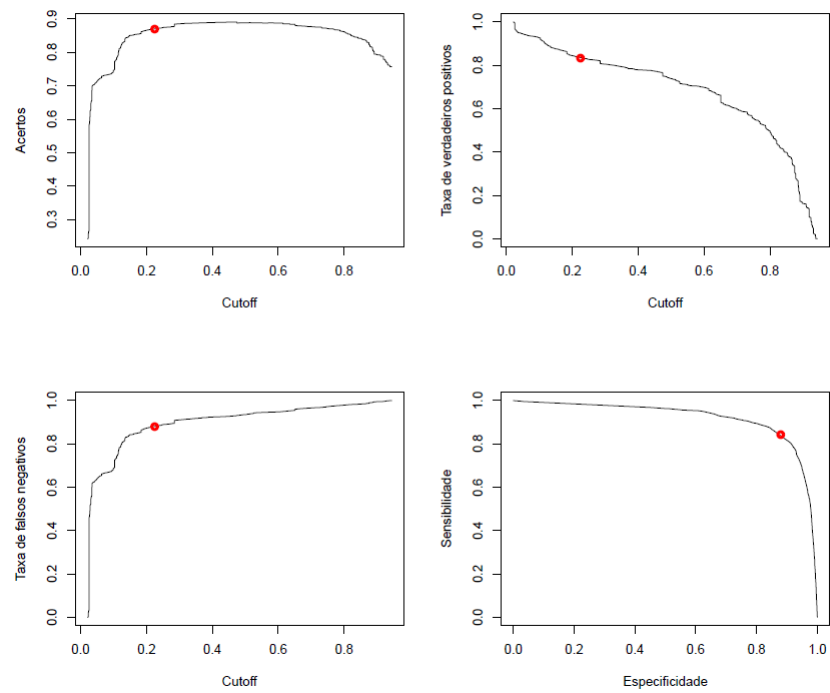 Acertos
0.3 0.4 0.5 0.6 0.7 0.8 0.9
0.0 0.2 0.4 0.6 0.8
Cutoff
Taxa de verdadeiros positivos
0.0 0.2 0.4 0.6 0.8 1.0
0.0 0.2 0.4 0.6 0.8
Cutoff
Taxa de falsos negativos
0.0 0.2 0.4 0.6 0.8 1.0
0.0 0.2 0.4 0.6 0.8
Cutoff
Sensibilidade
0.0 0.2 0.4 0.6 0.8 1.0
0.0 0.2 0.4 0.6 0.8 1.0
Especificidade